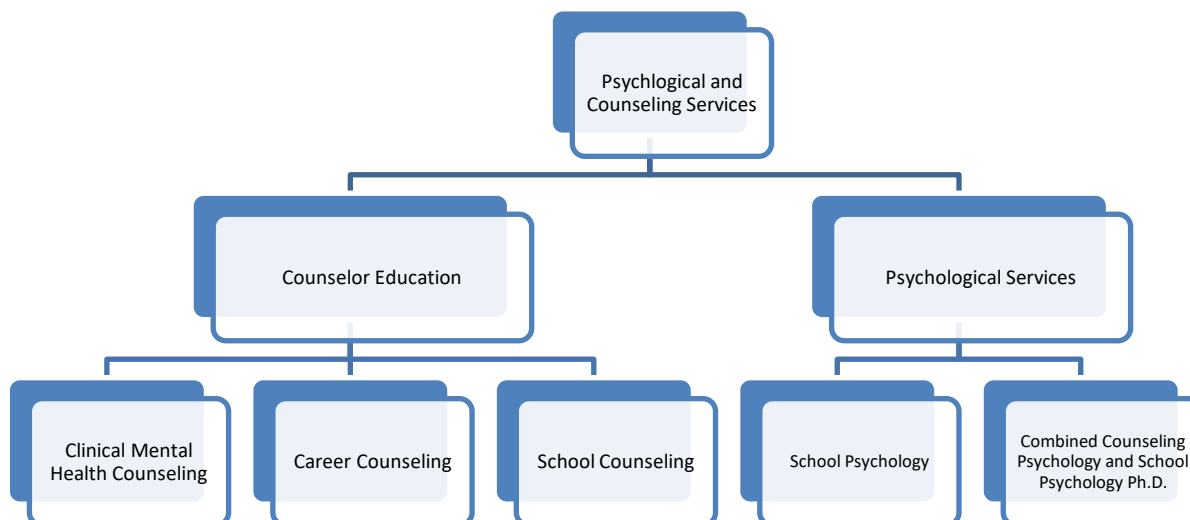 Psychlogical and
Counseling Services
Counselor Education
Psychological Services
Clinical Mental
Health Counseling
Career Counseling
School Counseling
School Psychology
Combined Counseling
Psychology and School
Psychology Ph.D.